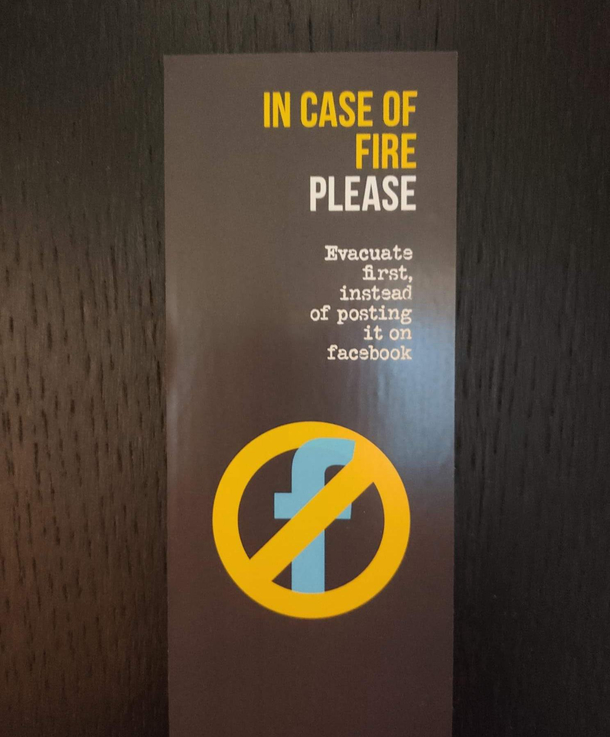 IN CASE OF
FIRE
PLEASE
Evacuate
first,
instead
of posting
it on
facebook
f